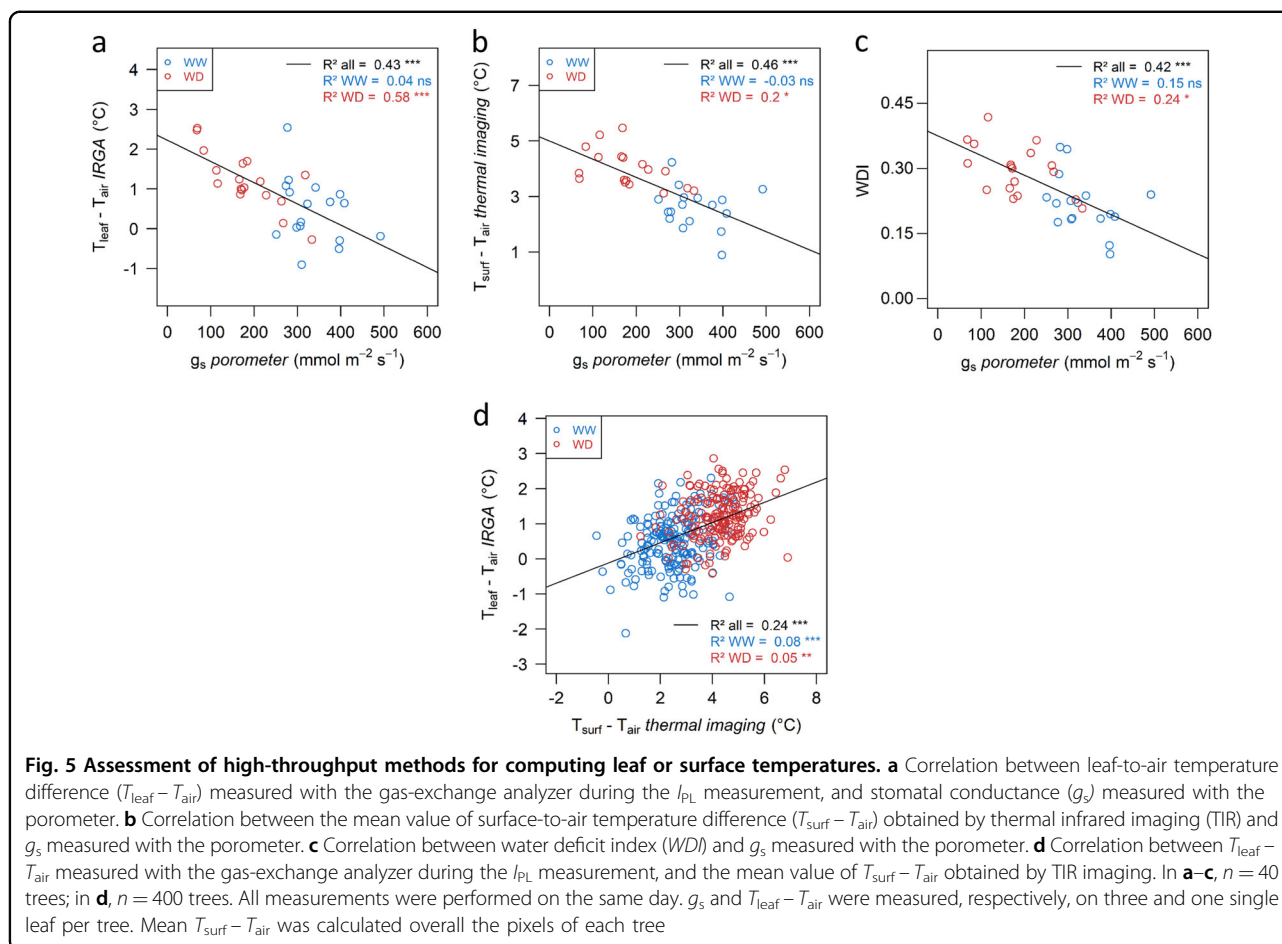 a
WW
WD
R² all = 0.43 ***
R² WW = 0.04 ns
R² WD = 0.58 ***
T_leaf - T_air IRGA (°C)
4
3
2
1
0
-1
0 100 200 300 400 500 600
g_s porometer (mmol m⁻² s⁻¹)
b
WW
WD
R² all = 0.46 ***
R² WW = -0.03 ns
R² WD = 0.2 *
T_surf - T_air thermal imaging (°C)
7
5
3
1
0 100 200 300 400 500 600
g_s porometer (mmol m⁻² s⁻¹)
c
R² all = 0.42 ***
R² WW = 0.15 ns
R² WD = 0.24 *
WDI
0.45
0.30
0.15
0.00
0 100 200 300 400 500 600
g_s porometer (mmol m⁻² s⁻¹)
d
WW
WD
T_leaf - T_air IRGA (°C)
4
3
2
1
0
-1
-2
-3
R² all = 0.24 ***
R² WW = 0.08 ***
R² WD = 0.05 **
-2 0 2 4 6 8
T_surf - T_air thermal imaging (°C)
Fig. 5 Assessment of high-throughput methods for computing leaf or surface temperatures. a Correlation between leaf-to-air temperature
difference (T_leaf – T_air) measured with the gas-exchange analyzer during the I_PL measurement, and stomatal conductance (g_s) measured with the
porometer. b Correlation between the mean value of surface-to-air temperature difference (T_surf – T_air) obtained by thermal infrared imaging (TIR) and
g_s measured with the porometer. c Correlation between water deficit index (WDI) and g_s measured with the porometer. d Correlation between T_leaf –
T_air measured with the gas-exchange analyzer during the I_PL measurement, and the mean value of T_surf – T_air obtained by TIR imaging. In a–c, n = 40
trees; in d, n = 400 trees. All measurements were performed on the same day. g_s and T_leaf – T_air were measured, respectively, on three and one single
leaf per tree. Mean T_surf – T_air was calculated overall the pixels of each tree